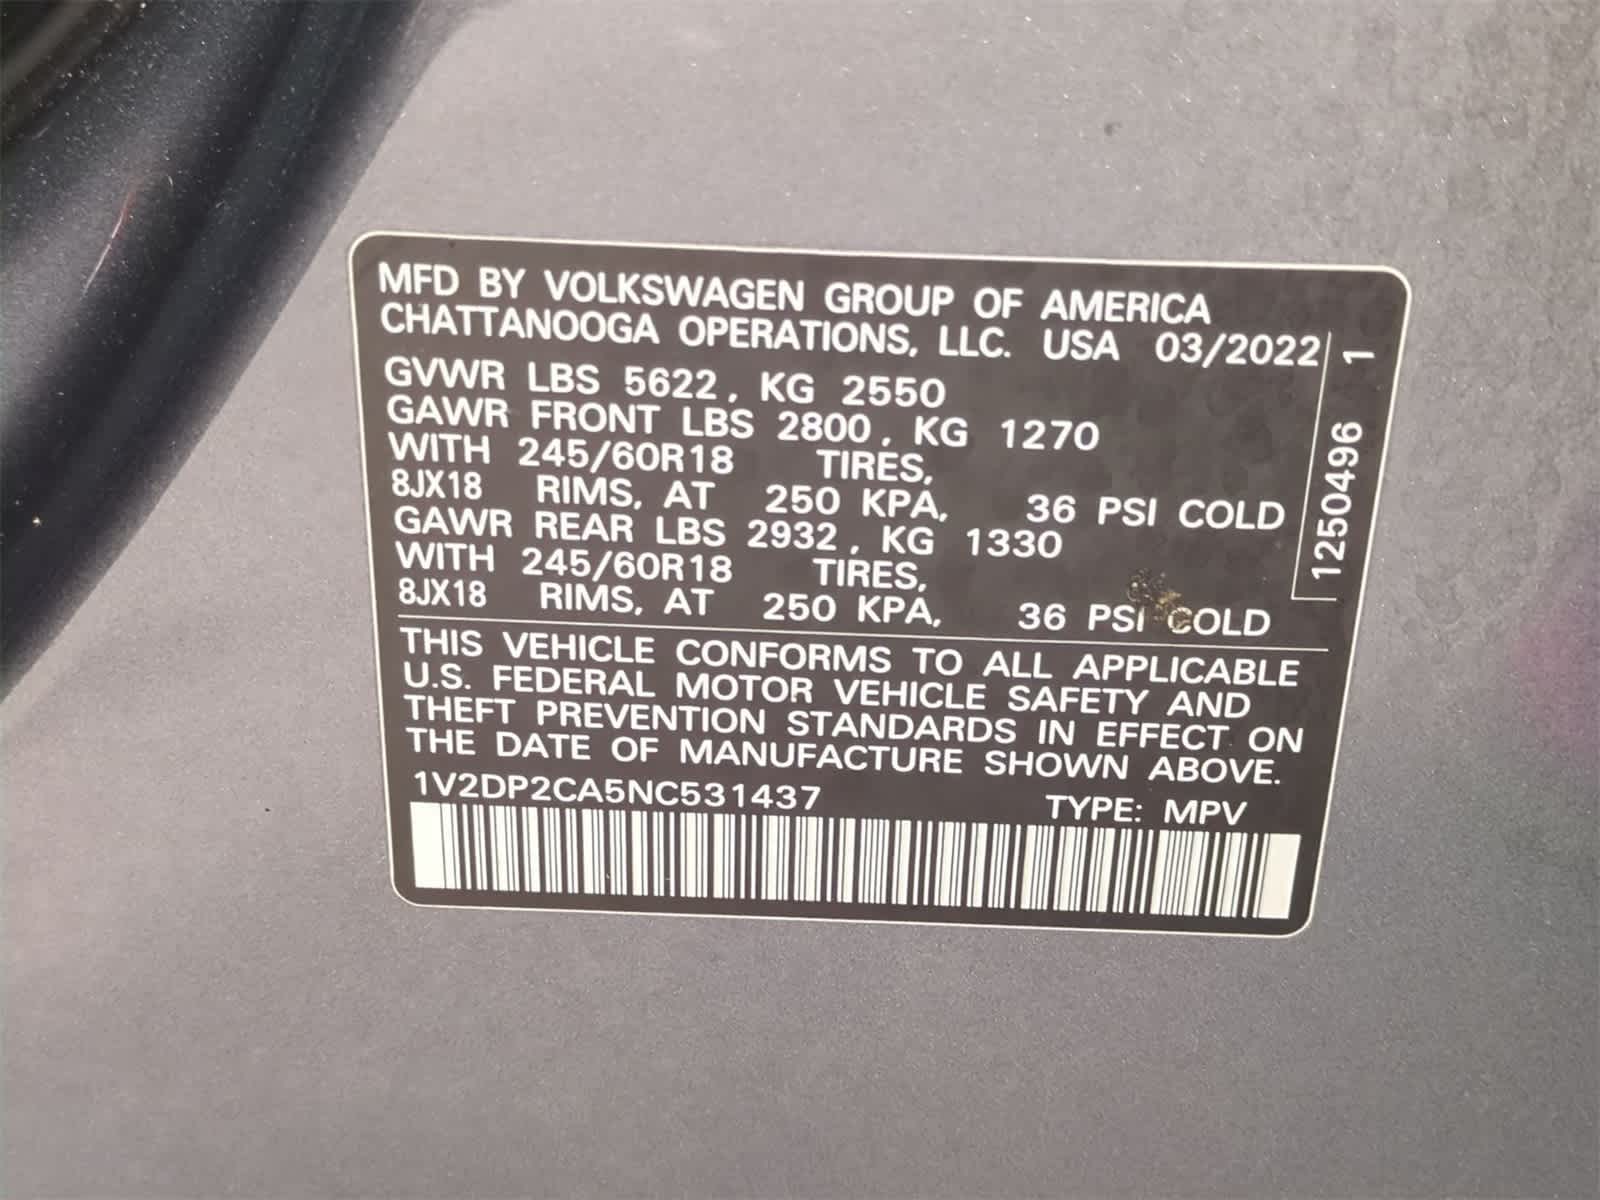 MFD BY VOLKSWAGEN GROUP OF AMERICA
CHATTANOOGA OPERATIONS, LLC. USA 03/2022
GVWR LBS 5622, KG 2550
GAWR FRONT LBS 2800, KG 1270
WITH 245/60R18 TIRES,
8JX18 RIMS, AT 250 KPA, 36 PSI COLD
GAWR REAR LBS 2932, KG 1330
WITH 245/60R18 TIRES,
8JX18 RIMS, AT 250 KPA, 36 PSI COLD
1250496 1
THIS VEHICLE CONFORMS TO ALL APPLICABLE
U.S. FEDERAL MOTOR VEHICLE SAFETY AND
THEFT PREVENTION STANDARDS IN EFFECT ON
THE DATE OF MANUFACTURE SHOWN ABOVE.
1V2DP2CA5NC531437 TYPE: MPV